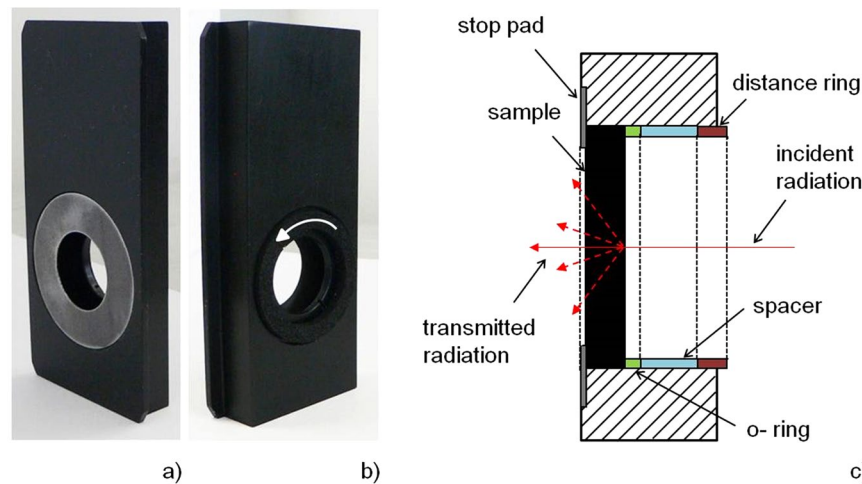 stop pad
sample
distance ring
incident
radiation
transmitted
radiation
spacer
o- ring
a)
b)
c